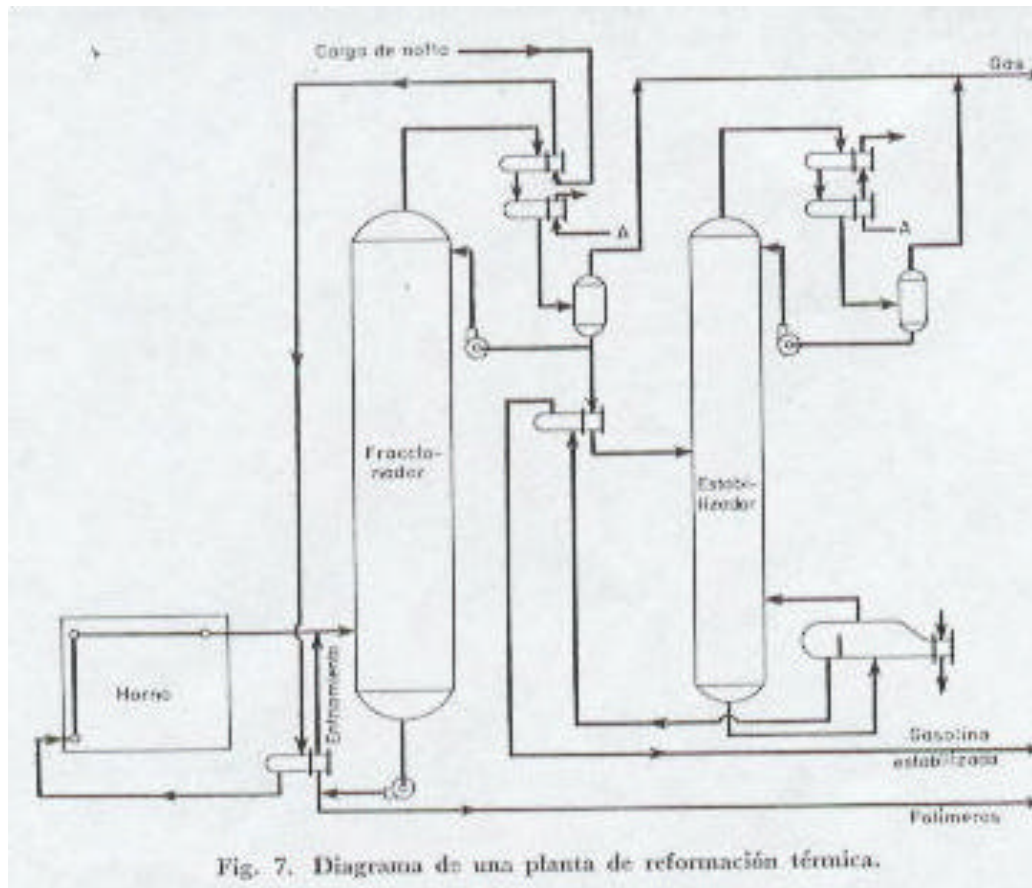 Carga de nafta
Gas
A
A
Fraccio-
nador
Estabi-
lizador
Horno
Enfriamiento
Gasolina
estabilizada
Polímeros
Fig. 7. Diagrama de una planta de reformación térmica.